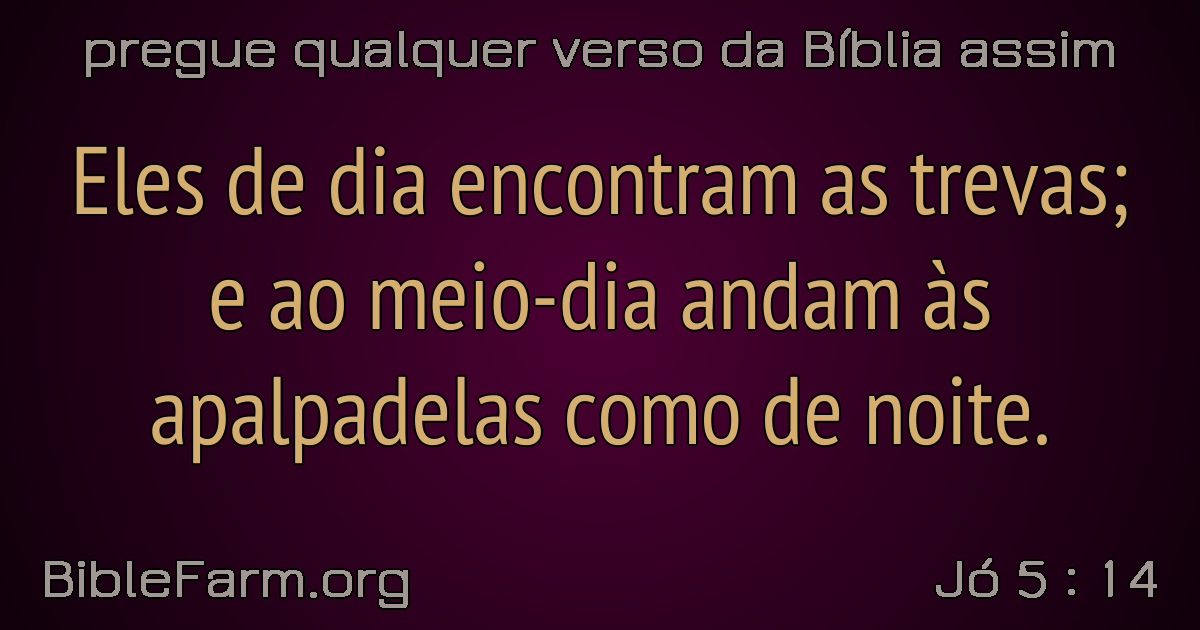 pregue qualquer verso da Bíblia assim
Eles de dia encontram as trevas;
e ao meio-dia andam às
apalpadelas como de noite.
BibleFarm.org
Jó 5 : 14